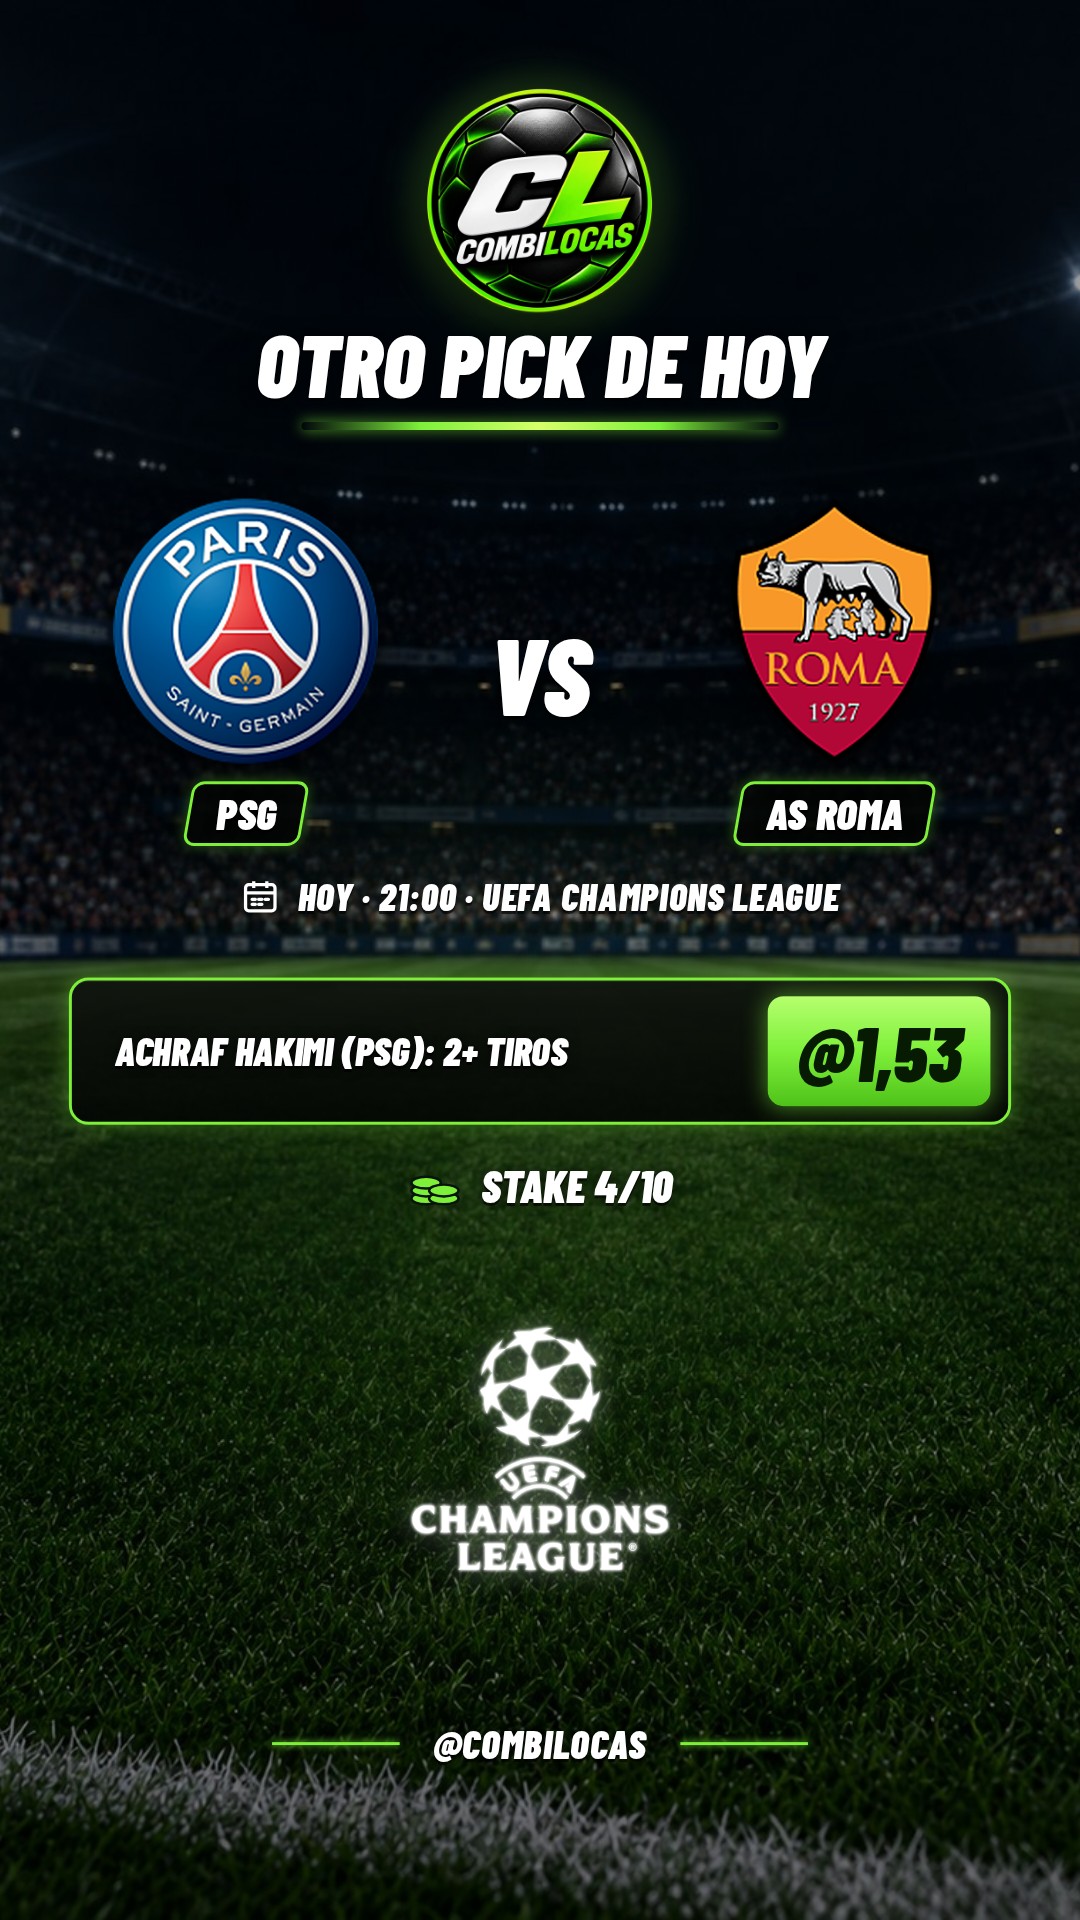 CL
COMBILOCAS
OTRO PICK DE HOY
PARIS
SAINT - GERMAIN
VS
ROMA
1927
PSG
AS ROMA
HOY · 21:00 · UEFA CHAMPIONS LEAGUE
ACHRAF HAKIMI (PSG): 2+ TIROS
@1,53
STAKE 4/10
UEFA
CHAMPIONS
LEAGUE®
@COMBILOCAS